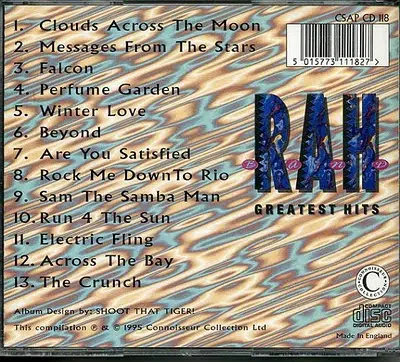 CSAP CD 118
1. Clouds Across The Moon
2. Messages From The Stars
3. Falcon
4. Perfume Garden
5. Winter Love
6. Beyond
7. Are You Satisfied
8. Rock Me DownTo Rio
9. Sam The Samba Man
10. Run 4 The Sun
11. Electric Fling
12. Across The Bay
13. The Crunch
5 015773 111827
RAH
BAND
GREATEST HITS
Album Design by: SHOOT THAT TIGER!
This compilation ℗ & © 1995 Connoisseur Collection Ltd
CONNOISSEUR
COLLECTION
C
COMPACT
disc
DIGITAL AUDIO
Made In England